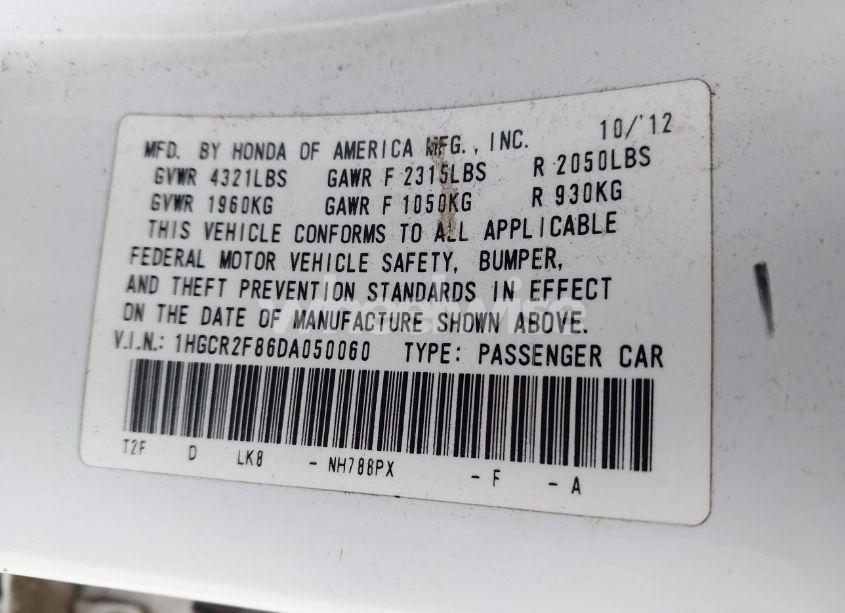 10/'12
MFD. BY HONDA OF AMERICA MFG., INC.
GVWR 4321LBS GAWR F 2315LBS R 2050LBS
GVWR 1960KG GAWR F 1050KG R 930KG
THIS VEHICLE CONFORMS TO ALL APPLICABLE
FEDERAL MOTOR VEHICLE SAFETY, BUMPER,
AND THEFT PREVENTION STANDARDS IN EFFECT
ON THE DATE OF MANUFACTURE SHOWN ABOVE.
V.I.N.: 1HGCR2F86DA050060 TYPE: PASSENGER CAR
T2F D LK8 - NH788PX - F - A